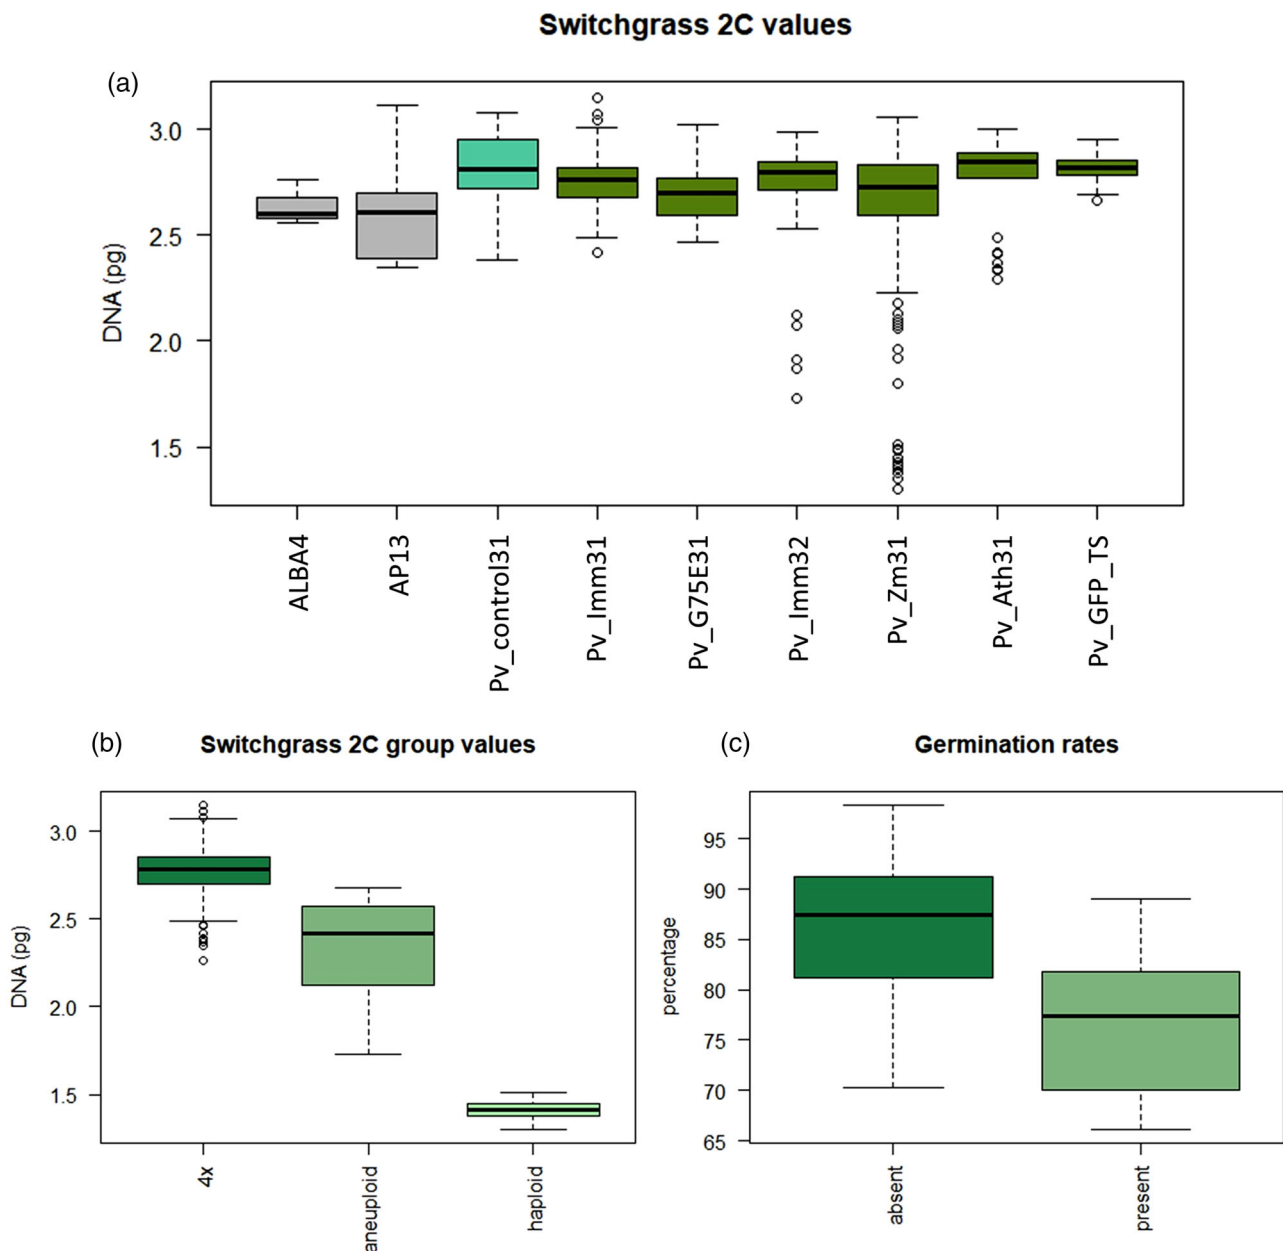 Switchgrass 2C values
(a)
DNA (pg)
3.0
2.5
2.0
1.5
ALBA4
AP13
Pv_control31
Pv_Imm31
Pv_G75E31
Pv_Imm32
Pv_Zm31
Pv_Ath31
Pv_GFP_TS
(b)
Switchgrass 2C group values
DNA (pg)
3.0
2.5
2.0
1.5
4x
aneuploid
haploid
(c)
Germination rates
percentage
95
90
85
80
75
70
65
absent
present